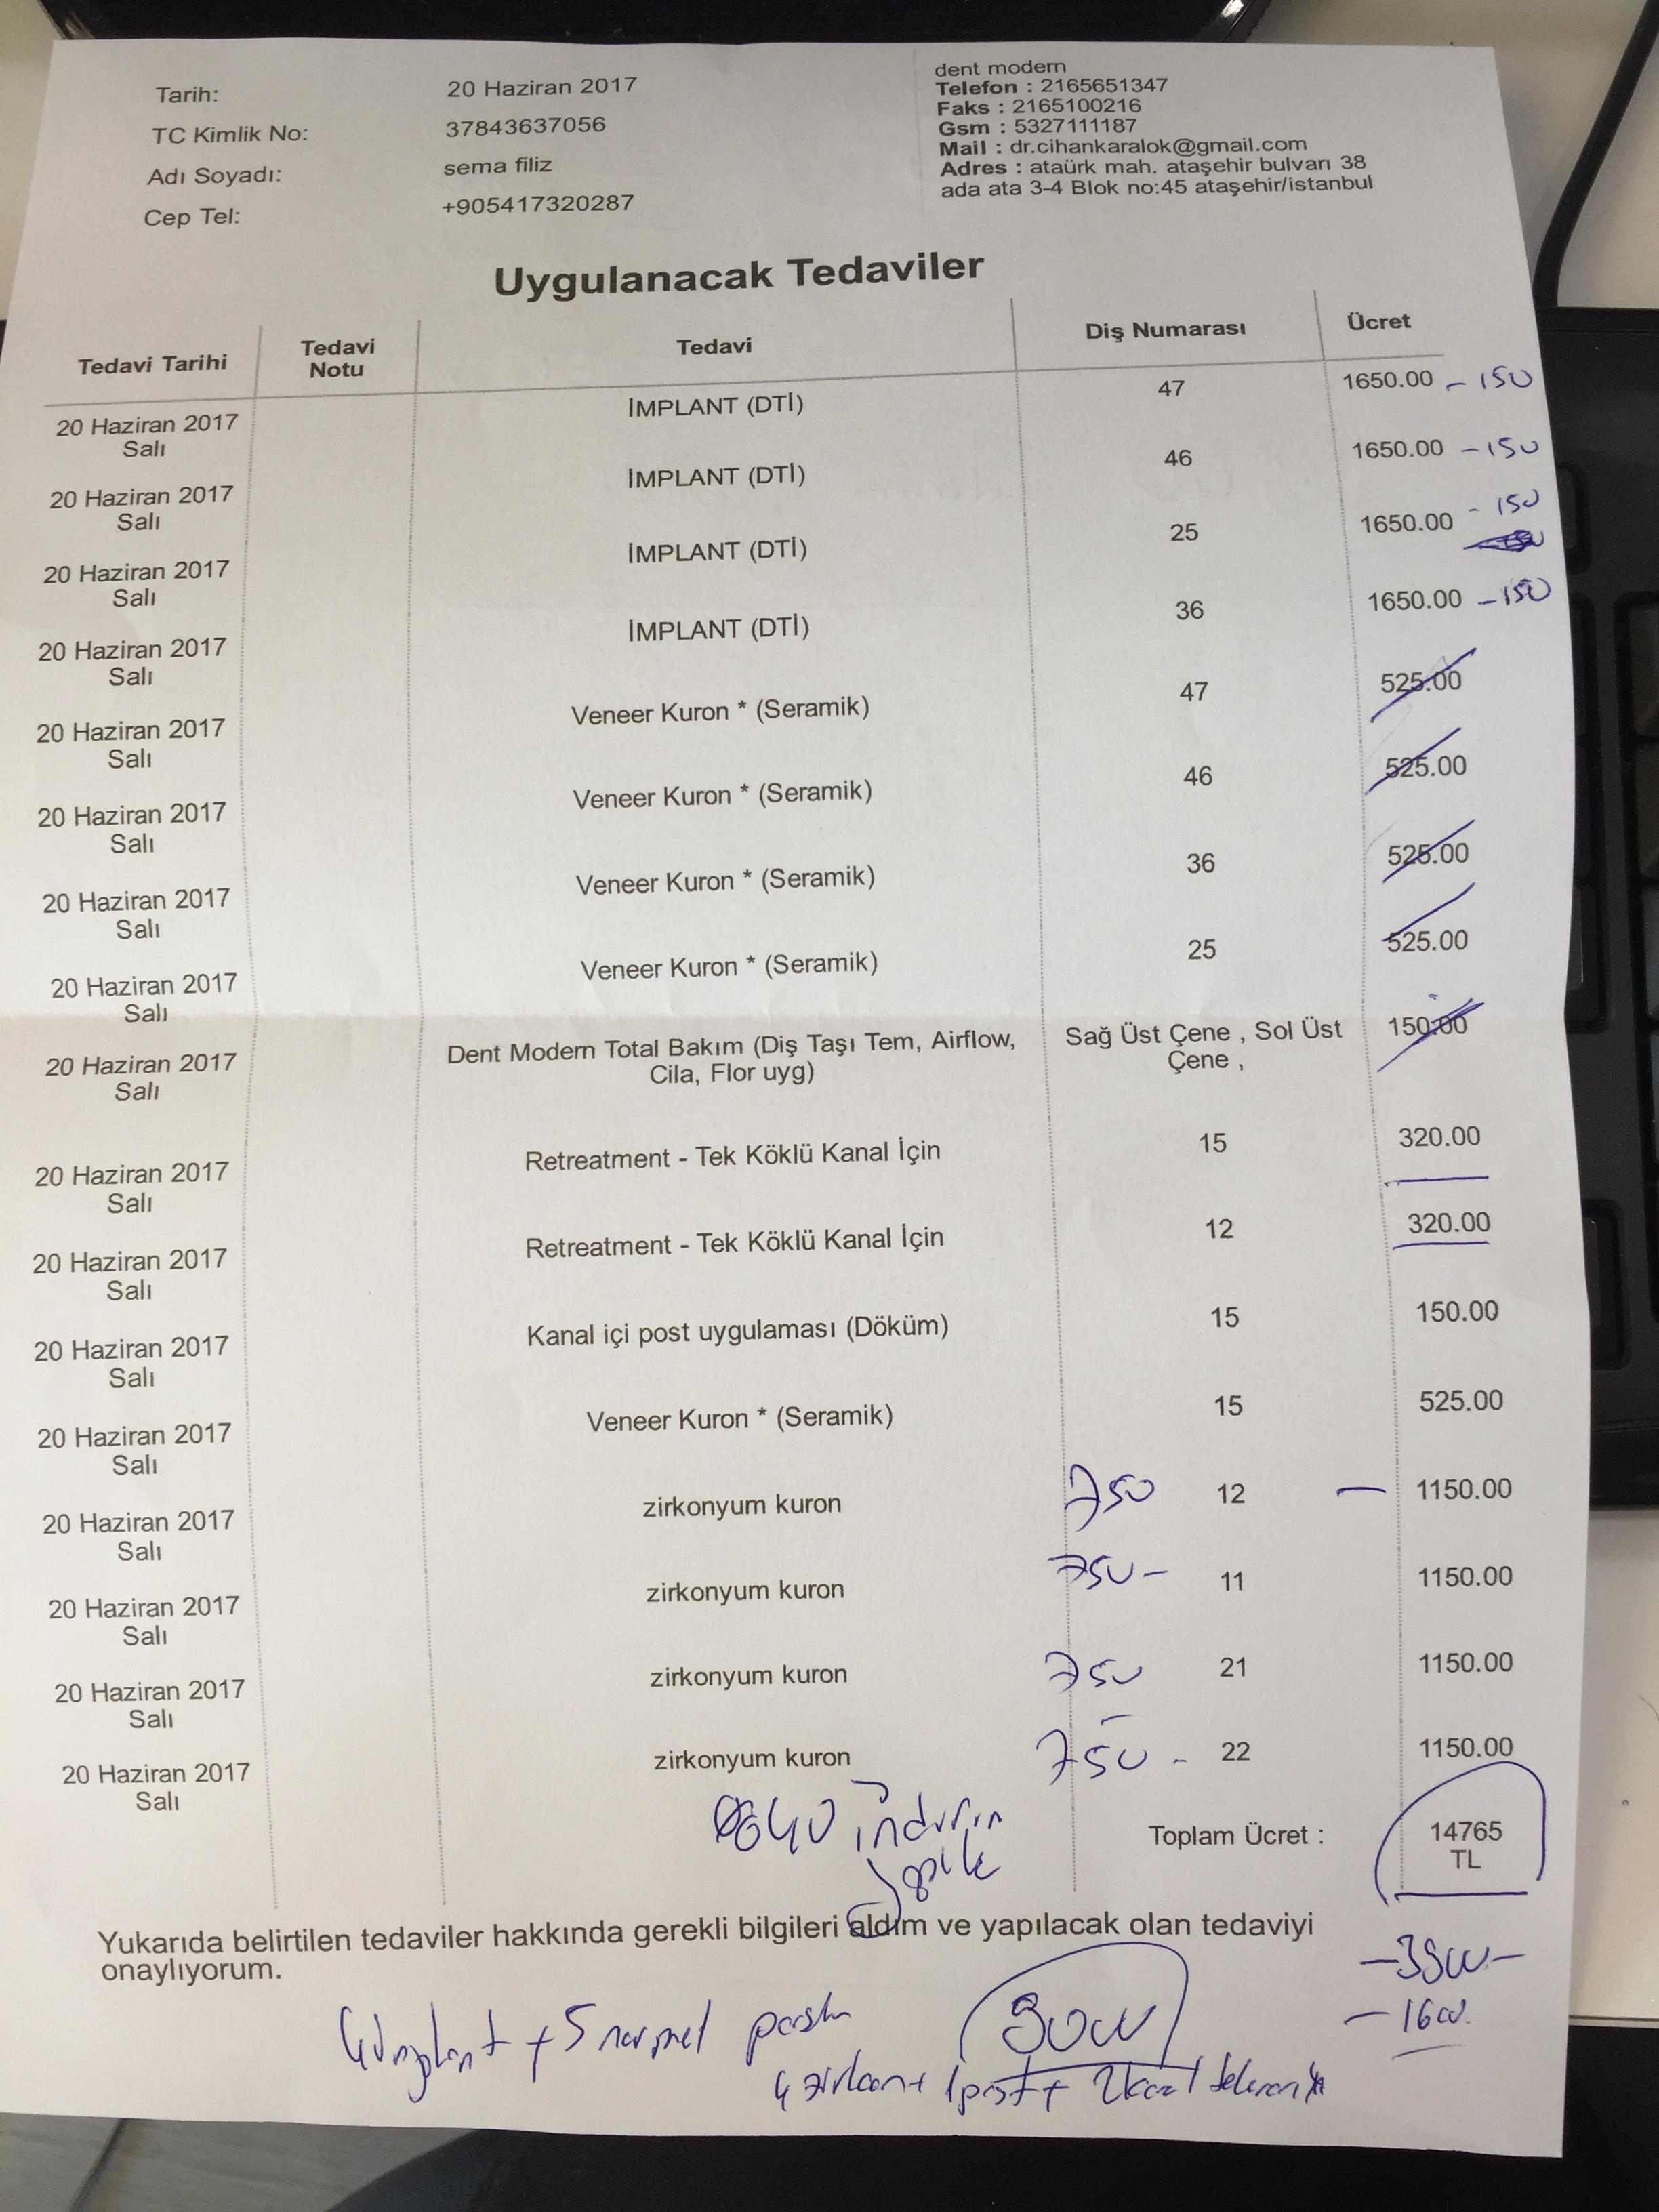 Tarih: 20 Haziran 2017
TC Kimlik No: 37843637056
Adı Soyadı: sema filiz
Cep Tel: +905417320287
dent modern
Telefon : 2165651347
Faks : 2165100216
Gsm : 5327111187
Mail : dr.cihankaralok@gmail.com
Adres : ataürk mah. ataşehir bulvarı 38
ada ata 3-4 Blok no:45 ataşehir/istanbul
Uygulanacak Tedaviler
Tedavi Tarihi Tedavi Notu Tedavi Diş Numarası Ücret
20 Haziran 2017 Salı İMPLANT (DTİ) 47 1650.00 - 150
20 Haziran 2017 Salı İMPLANT (DTİ) 46 1650.00 - 150
20 Haziran 2017 Salı İMPLANT (DTİ) 25 1650.00 - 150
20 Haziran 2017 Salı İMPLANT (DTİ) 36 1650.00 - 150
20 Haziran 2017 Salı Veneer Kuron * (Seramik) 47 525.00
20 Haziran 2017 Salı Veneer Kuron * (Seramik) 46 525.00
20 Haziran 2017 Salı Veneer Kuron * (Seramik) 36 525.00
20 Haziran 2017 Salı Veneer Kuron * (Seramik) 25 525.00
20 Haziran 2017 Salı Dent Modern Total Bakım (Diş Taşı Tem, Airflow, Cila, Flor uyg) Sağ Üst Çene , Sol Üst Çene , 150.00
20 Haziran 2017 Salı Retreatment - Tek Köklü Kanal İçin 15 320.00
20 Haziran 2017 Salı Retreatment - Tek Köklü Kanal İçin 12 320.00
20 Haziran 2017 Salı Kanal içi post uygulaması (Döküm) 15 150.00
20 Haziran 2017 Salı Veneer Kuron * (Seramik) 15 525.00
20 Haziran 2017 Salı zirkonyum kuron 750 12 - 1150.00
20 Haziran 2017 Salı zirkonyum kuron 750 - 11 1150.00
20 Haziran 2017 Salı zirkonyum kuron 750 21 1150.00
20 Haziran 2017 Salı zirkonyum kuron 750 - 22 1150.00
indirim
Toplam Ücret : 14765 TL
Yukarıda belirtilen tedaviler hakkında gerekli bilgileri aldım ve yapılacak olan tedaviyi
onaylıyorum.
4 implant + 5 normal
4 zirkon + 1 post + 2 kanal